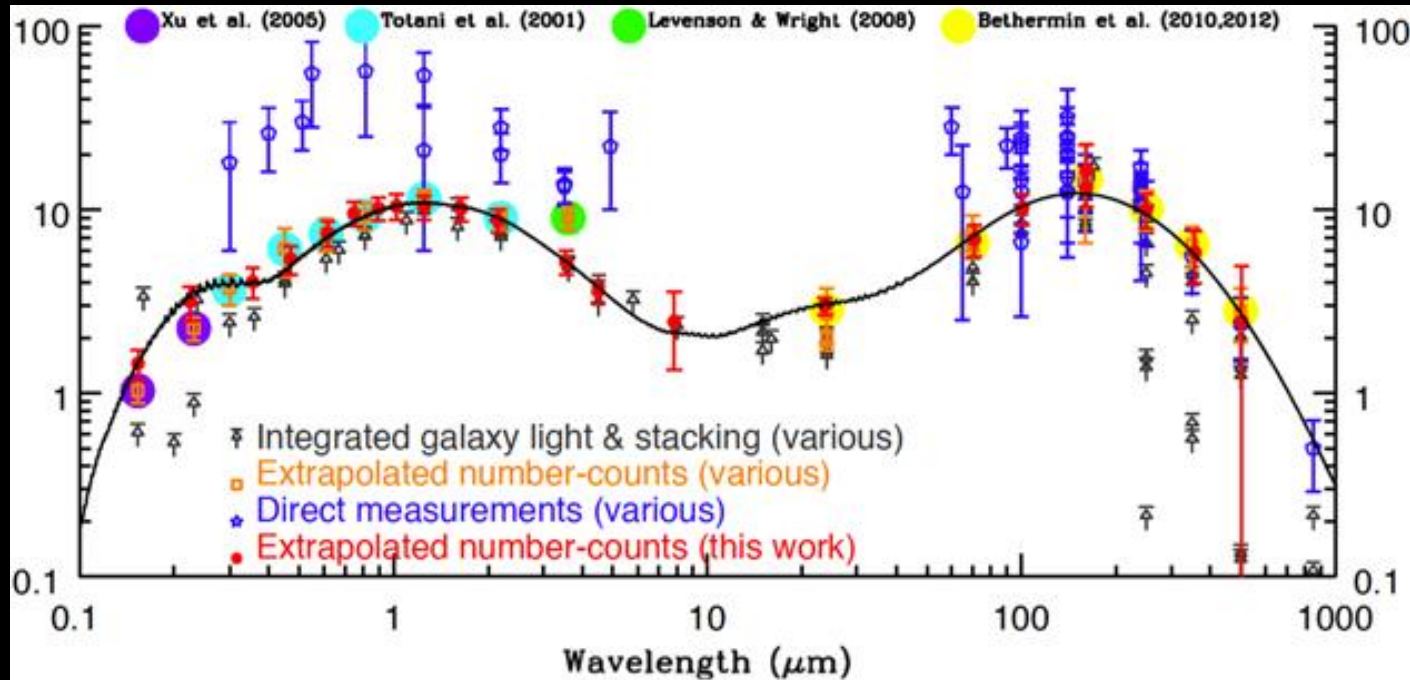 Xu et al. (2005) Totani et al. (2001) Levenson & Wright (2008) Bethermin et al. (2010,2012)
100 100
10 10
1 1
Integrated galaxy light & stacking (various)
Extrapolated number-counts (various)
Direct measurements (various)
Extrapolated number-counts (this work)
0.1 0.1
0.1 1 10 100 1000
Wavelength (μm)